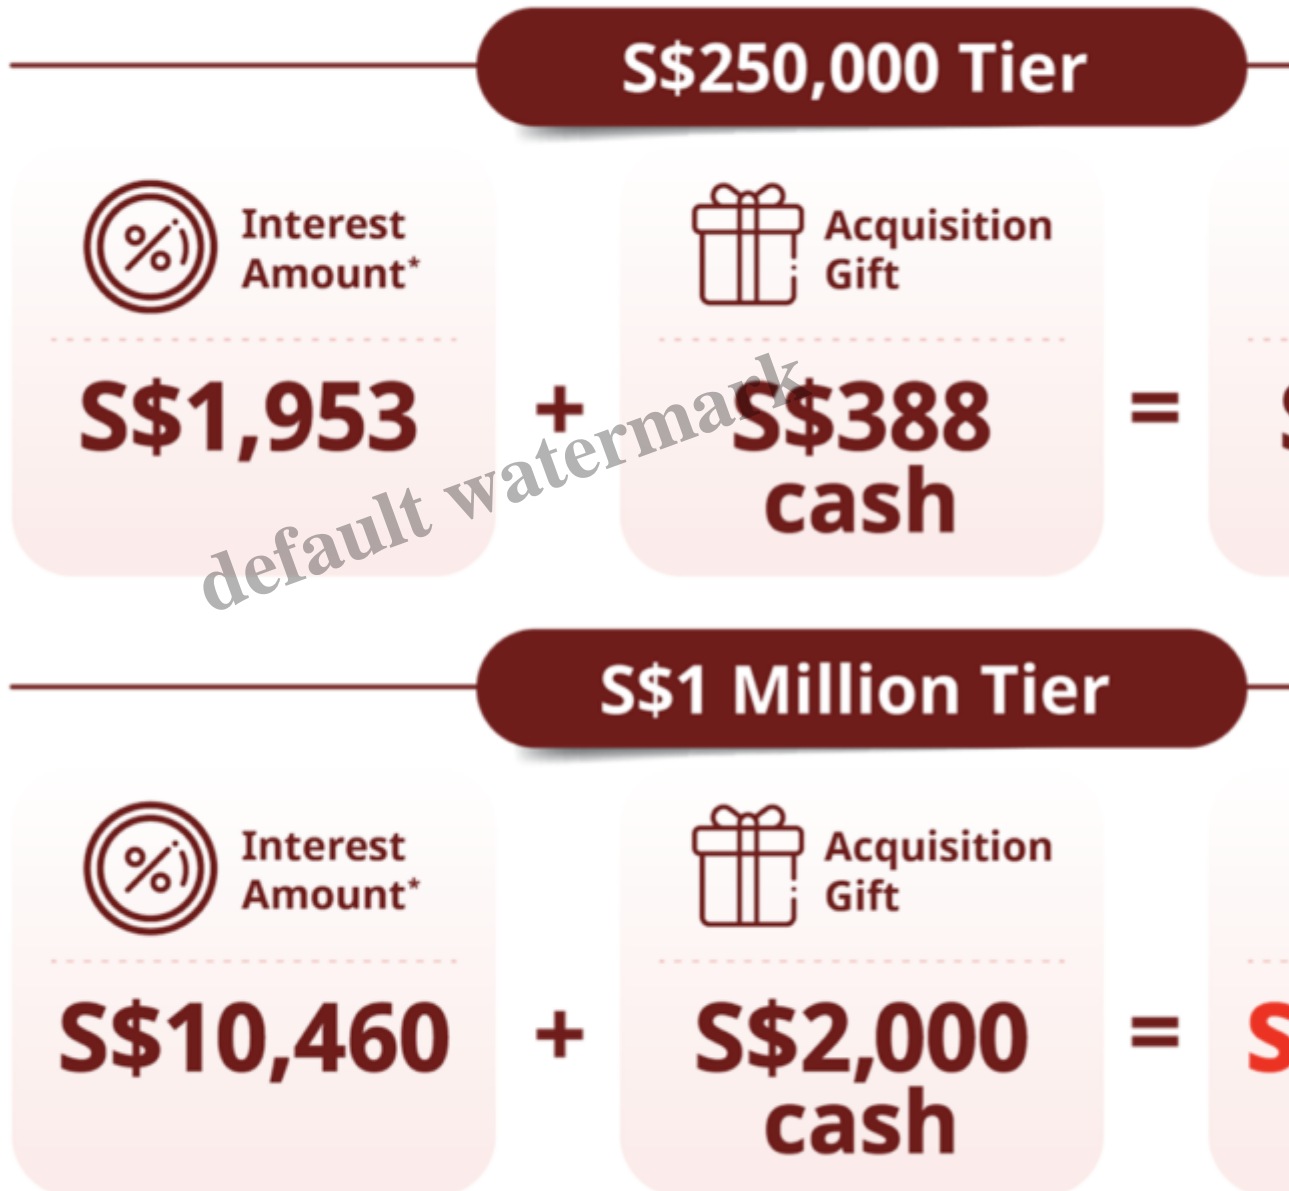 S$250,000 Tier
Interest
Amount*
Acquisition
Gift
S$1,953
+
S$388
cash
=
default watermark
S$1 Million Tier
Interest
Amount*
Acquisition
Gift
S$10,460
+
S$2,000
cash
=